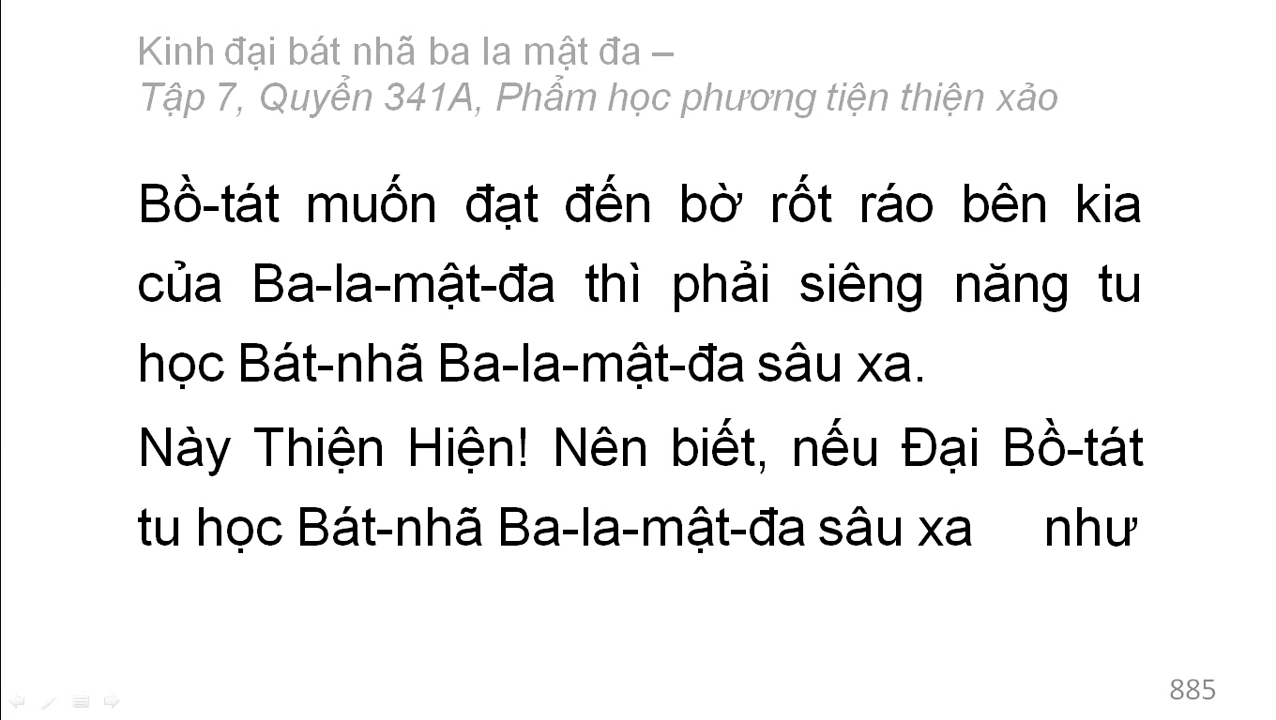 Kinh đại bát nhã ba la mật đa –
Tập 7, Quyển 341A, Phẩm học phương tiện thiện xảo
Bồ-tát muốn đạt đến bờ rốt ráo bên kia
của Ba-la-mật-đa thì phải siêng năng tu
học Bát-nhã Ba-la-mật-đa sâu xa.
Này Thiện Hiện! Nên biết, nếu Đại Bồ-tát
tu học Bát-nhã Ba-la-mật-đa sâu xa như
885